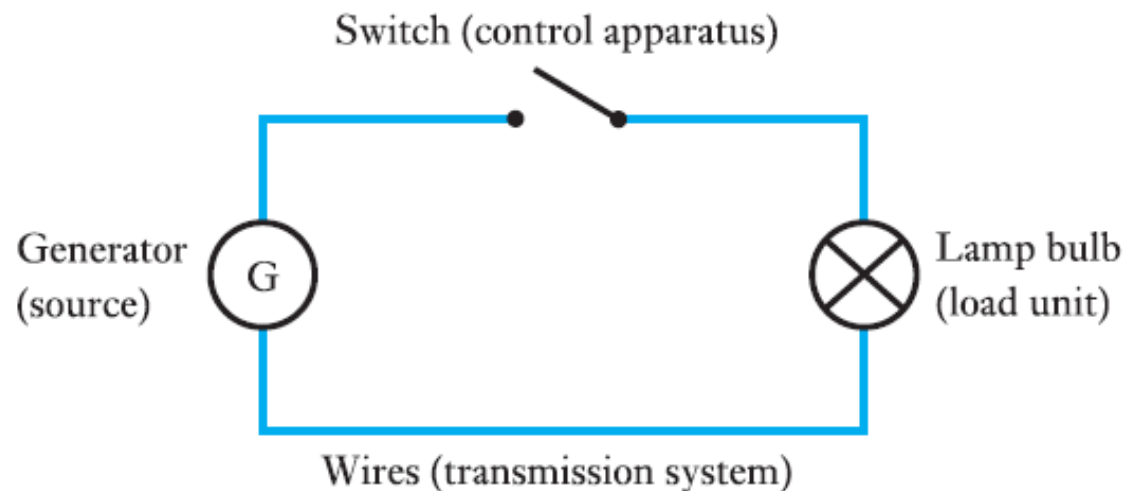 Switch (control apparatus)
Generator
(source)
G
Lamp bulb
(load unit)
Wires (transmission system)